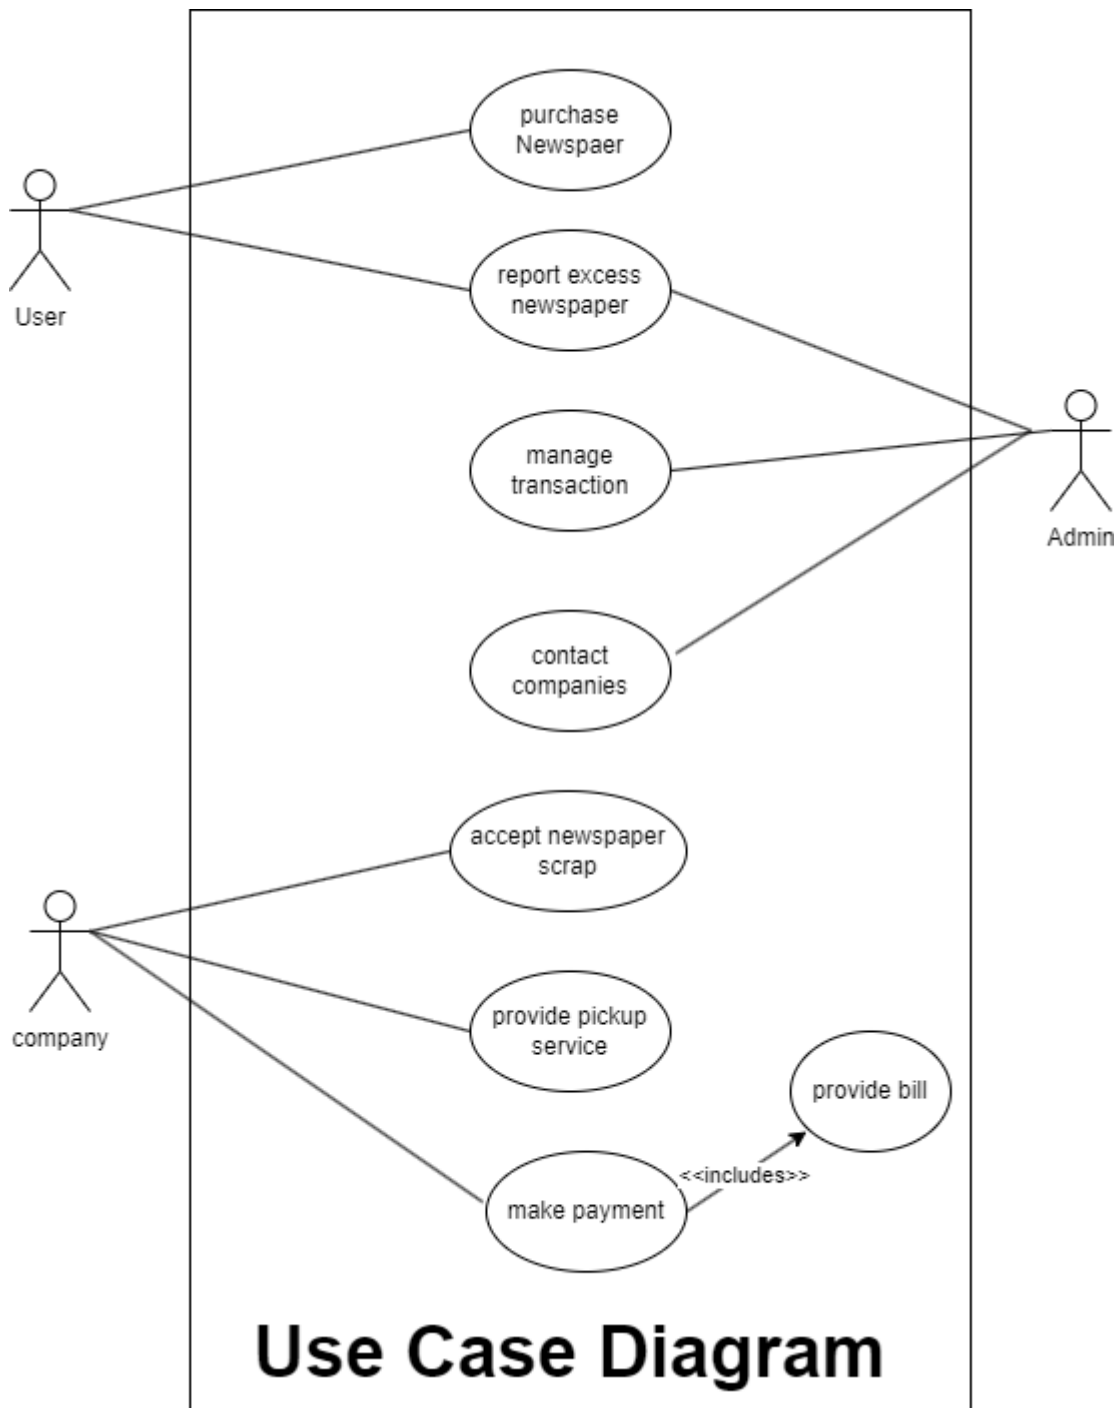 purchase
Newspaer
User
report excess
newspaper
manage
transaction
Admin
contact
companies
accept newspaper
scrap
company
provide pickup
service
provide bill
<<includes>>
make payment
Use Case Diagram